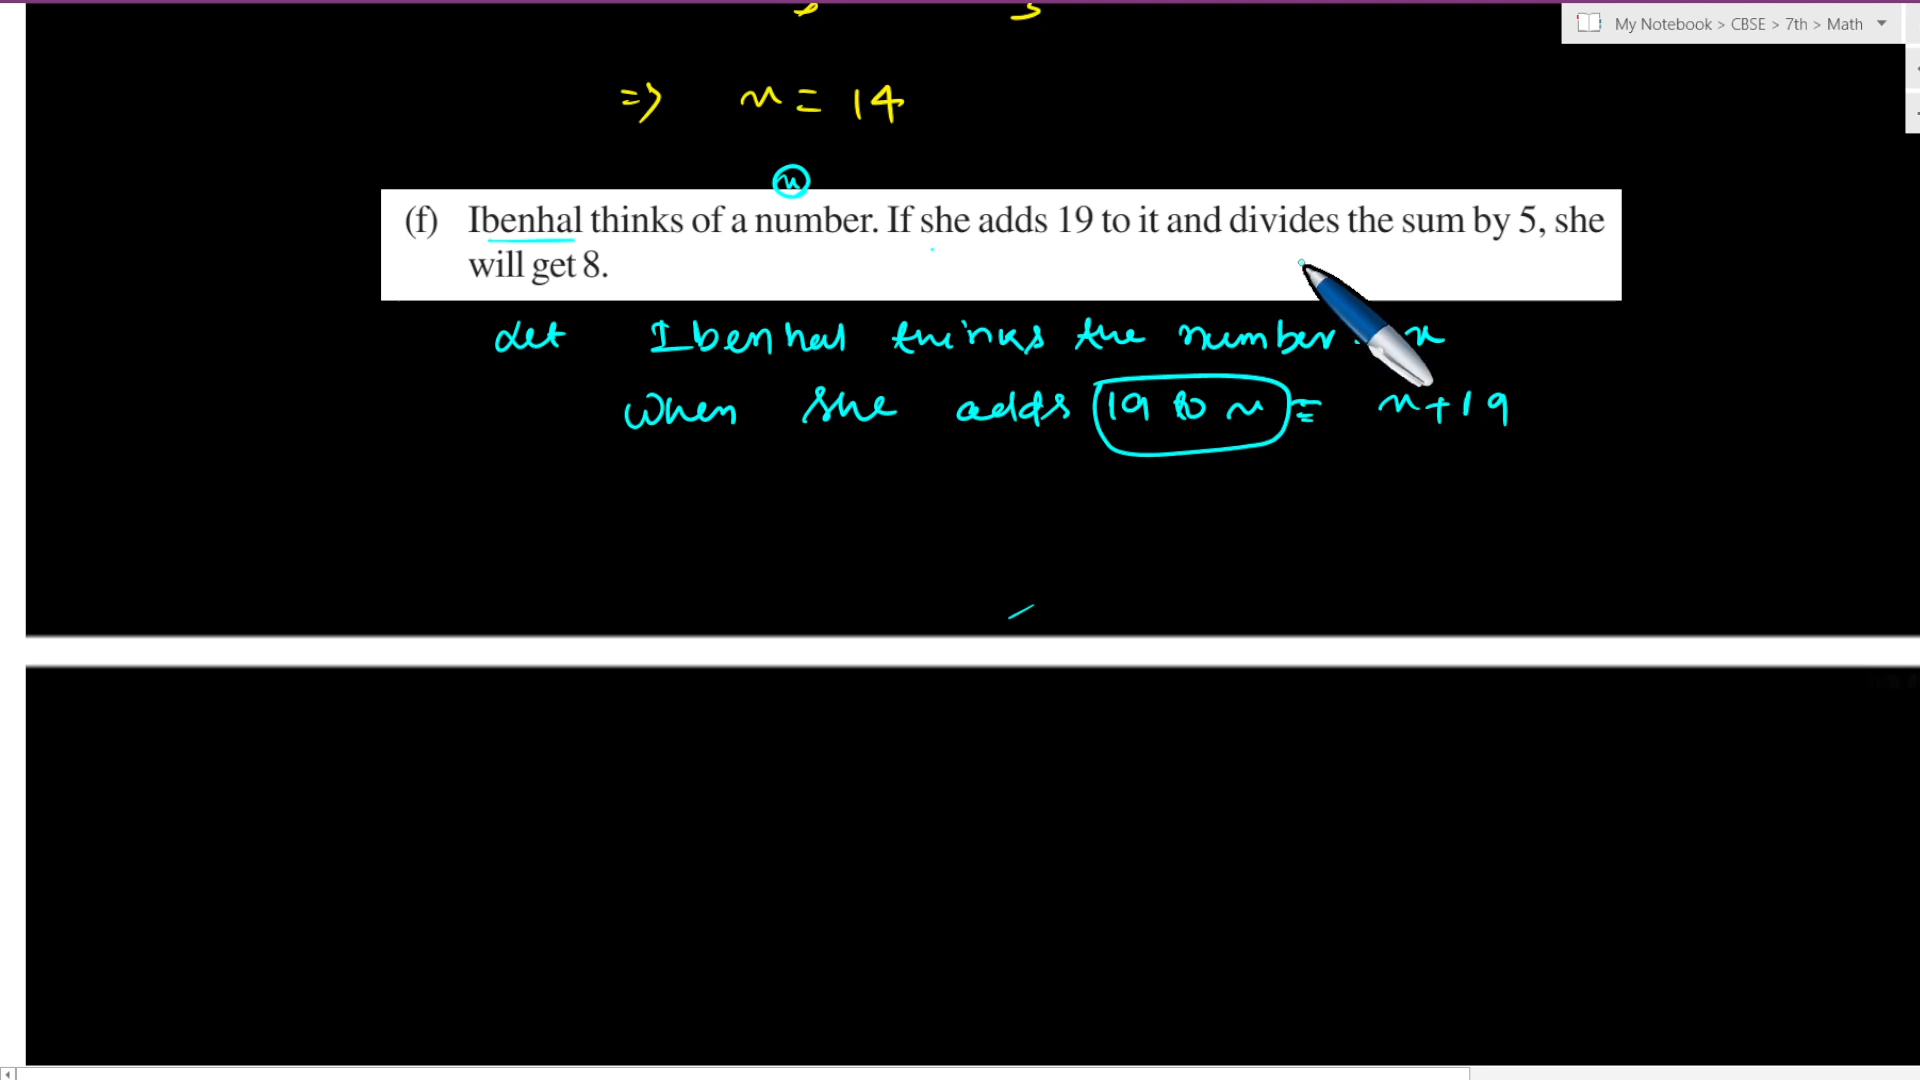 My Notebook > CBSE > 7th > Math
=> x = 14
x
(f) Ibenhal thinks of a number. If she adds 19 to it and divides the sum by 5, she
will get 8.
Let Ibenhal thinks the number x
When she adds 19 to x = x+19